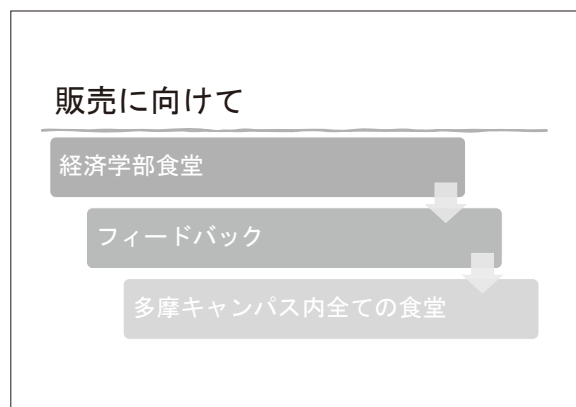 販売に向けて
経済学部食堂
フィードバック
多摩キャンパス内全ての食堂